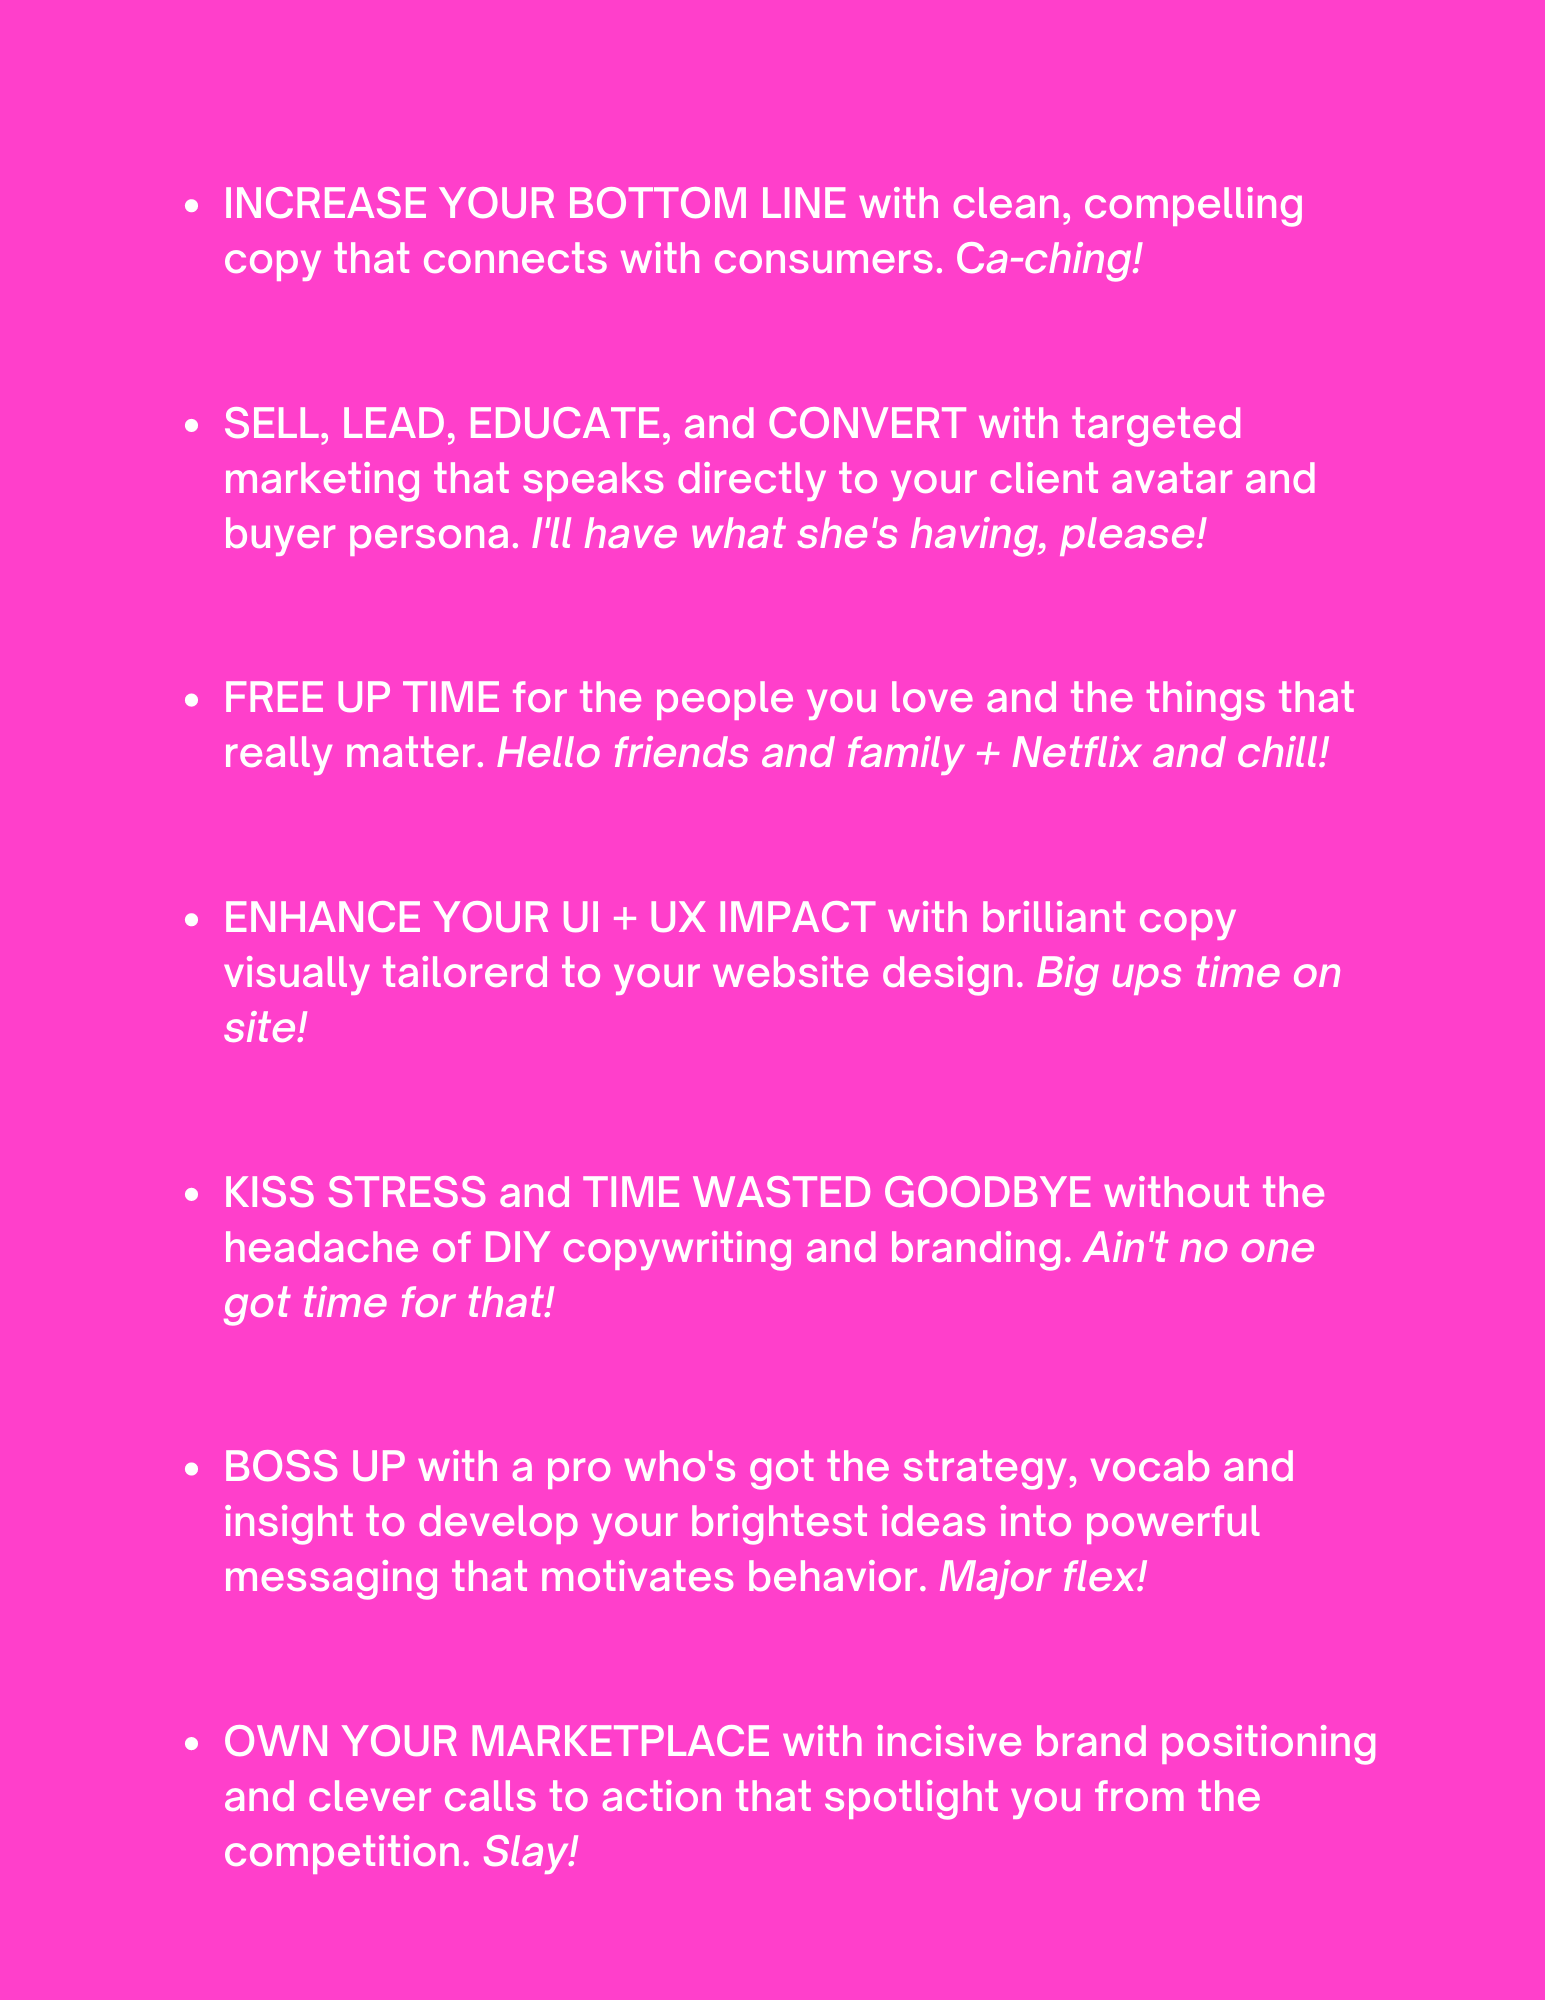 • INCREASE YOUR BOTTOM LINE with clean, compelling
copy that connects with consumers. Ca-ching!
• SELL, LEAD, EDUCATE, and CONVERT with targeted
marketing that speaks directly to your client avatar and
buyer persona. I'll have what she's having, please!
• FREE UP TIME for the people you love and the things that
really matter. Hello friends and family + Netflix and chill!
• ENHANCE YOUR UI + UX IMPACT with brilliant copy
visually tailorerd to your website design. Big ups time on
site!
• KISS STRESS and TIME WASTED GOODBYE without the
headache of DIY copywriting and branding. Ain't no one
got time for that!
• BOSS UP with a pro who's got the strategy, vocab and
insight to develop your brightest ideas into powerful
messaging that motivates behavior. Major flex!
• OWN YOUR MARKETPLACE with incisive brand positioning
and clever calls to action that spotlight you from the
competition. Slay!